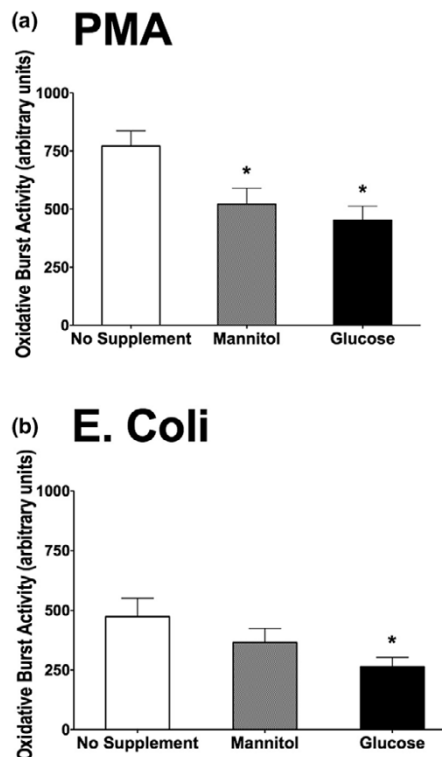 (a) PMA
Oxidative Burst Activity (arbitrary units)
1000
750
500
250
0
*
*
No Supplement Mannitol Glucose
(b) E. Coli
Oxidative Burst Activity (arbitrary units)
1000
750
500
250
0
*
No Supplement Mannitol Glucose